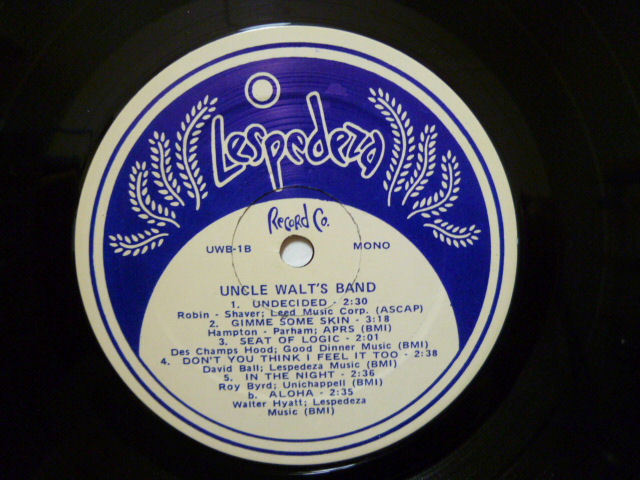 Lespedeza
Record Co.
UWB-1B MONO
UNCLE WALT'S BAND
1. UNDECIDED - 2:30
Robin - Shaver; Leed Music Corp. (ASCAP)
2. GIMME SOME SKIN - 3:18
Hampton - Parham; APRS (BMI)
3. SEAT OF LOGIC - 2:01
Des Champs Hood; Good Dinner Music (BMI)
4. DON'T YOU THINK I FEEL IT TOO - 2:38
David Ball; Lespedeza Music (BMI)
5. IN THE NIGHT - 2:36
Roy Byrd; Unichappell (BMI)
b. ALOHA - 2:35
Walter Hyatt; Lespedeza
Music (BMI)